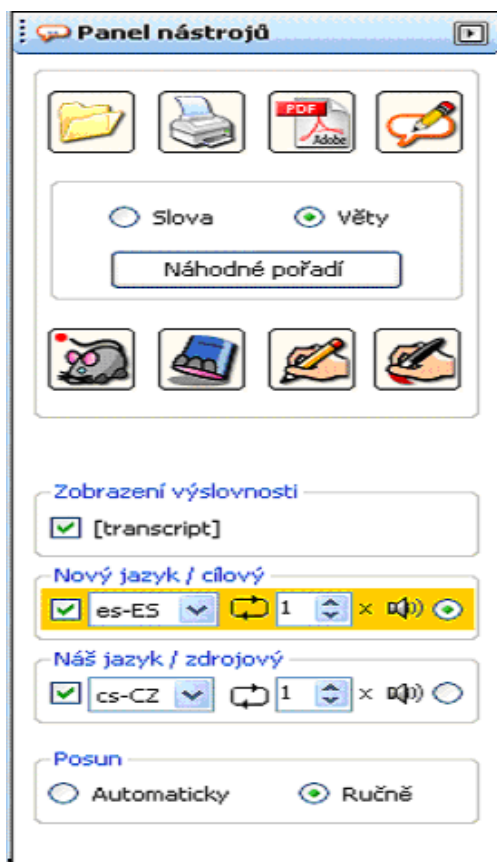 Panel nástrojů
PDF
Adobe
Slova Věty
Náhodné pořadí
Zobrazení výslovnosti
[transcript]
Nový jazyk / cílový
es-ES 1 x
Náš jazyk / zdrojový
cs-CZ 1 x
Posun
Automaticky Ručně